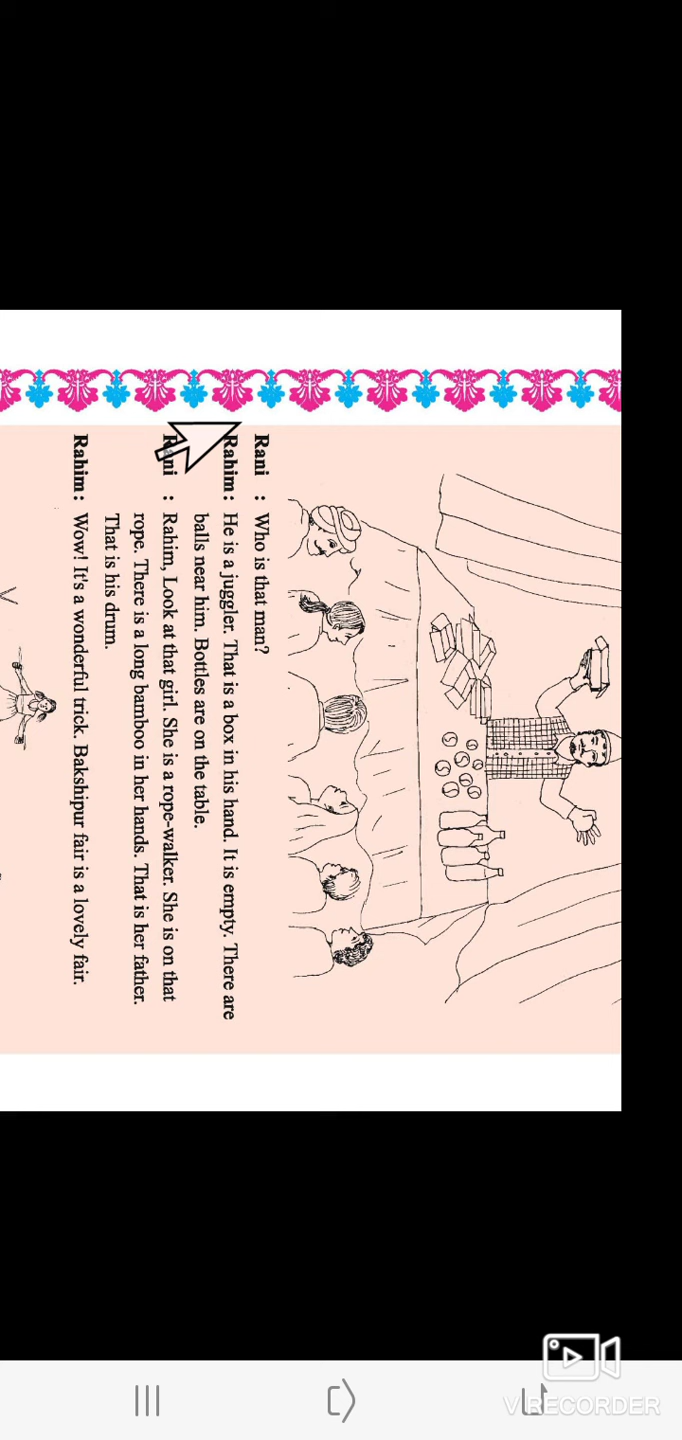 Rani : Who is that man?
Rahim : He is a juggler. That is a box in his hand. It is empty. There are
balls near him. Bottles are on the table.
Rani : Rahim, Look at that girl. She is a rope-walker. She is on that
rope. There is a long bamboo in her hands. That is her father.
That is his drum.
Rahim : Wow! It's a wonderful trick. Bakshipur fair is a lovely fair.
V RECORDER